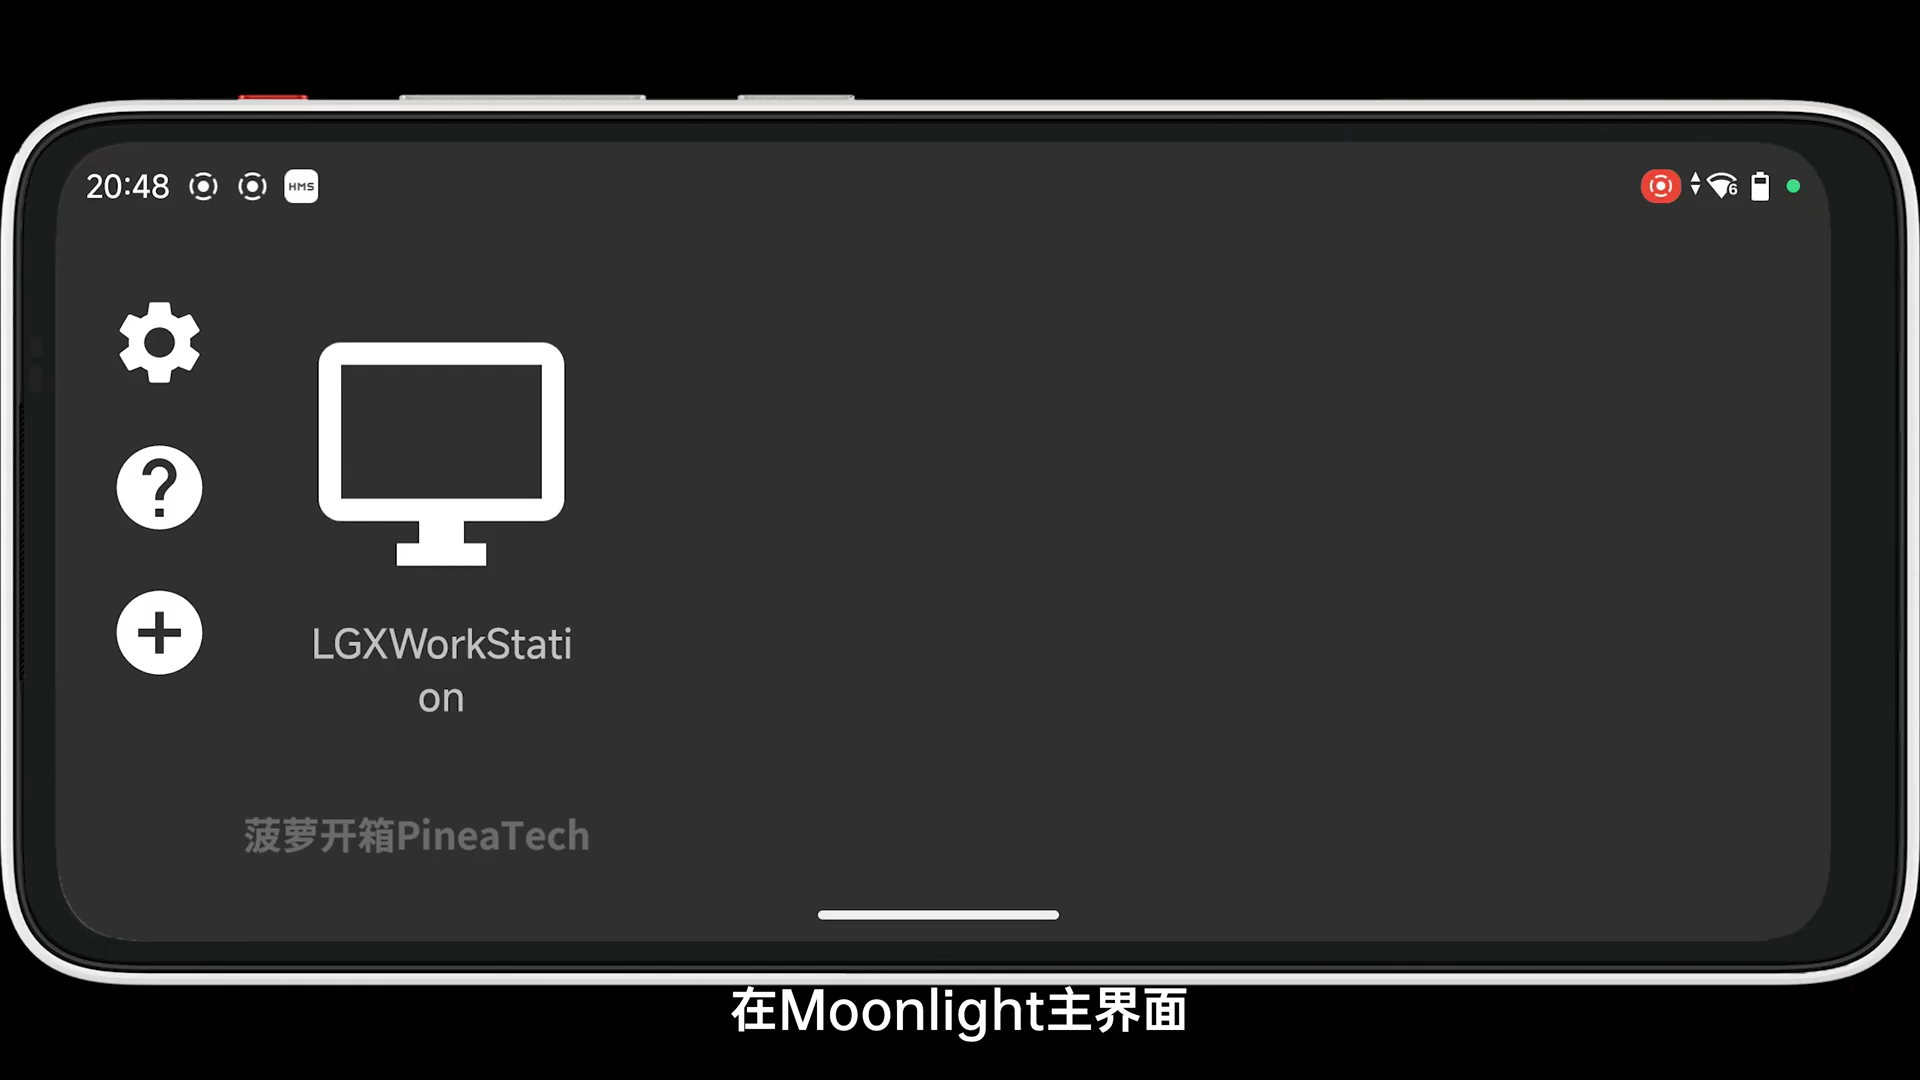 20:48
HMS
6
LGXWorkStati
on
菠萝开箱PineaTech
在Moonlight主界面